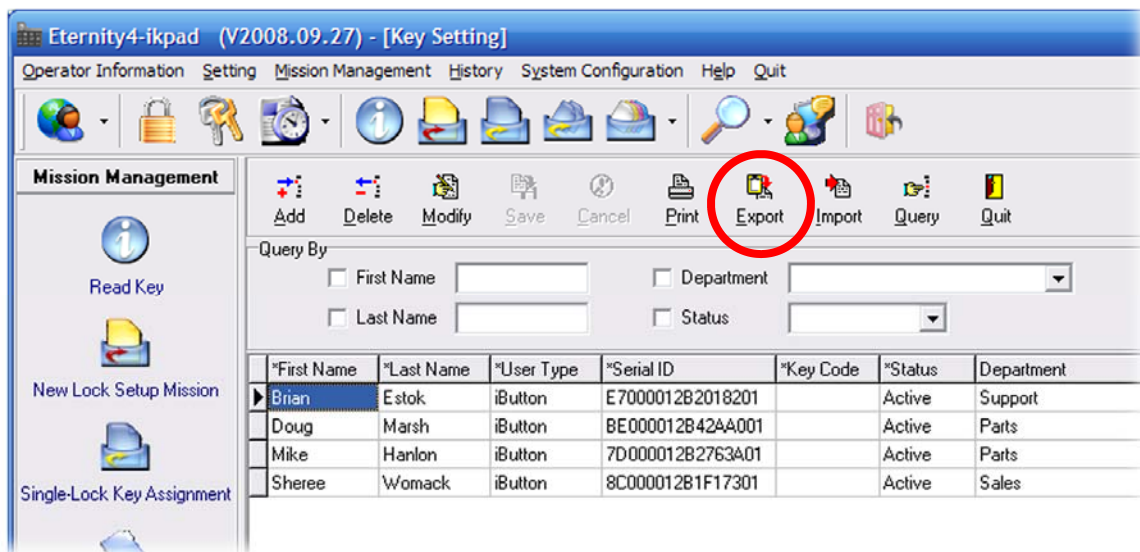 Eternity4-ikpad (V2008.09.27) - [Key Setting]
Operator Information Setting Mission Management History System Configuration Help Quit
Mission Management
Read Key
New Lock Setup Mission
Single-Lock Key Assignment
Add Delete Modify Save Cancel Print Export Import Query Quit
Query By
First Name Department
Last Name Status
*First Name *Last Name *User Type *Serial ID *Key Code *Status Department
Brian Estok iButton E7000012B2018201 Active Support
Doug Marsh iButton BE000012B42AA001 Active Parts
Mike Hanlon iButton 7D000012B2763A01 Active Parts
Sheree Womack iButton 8C000012B1F17301 Active Sales